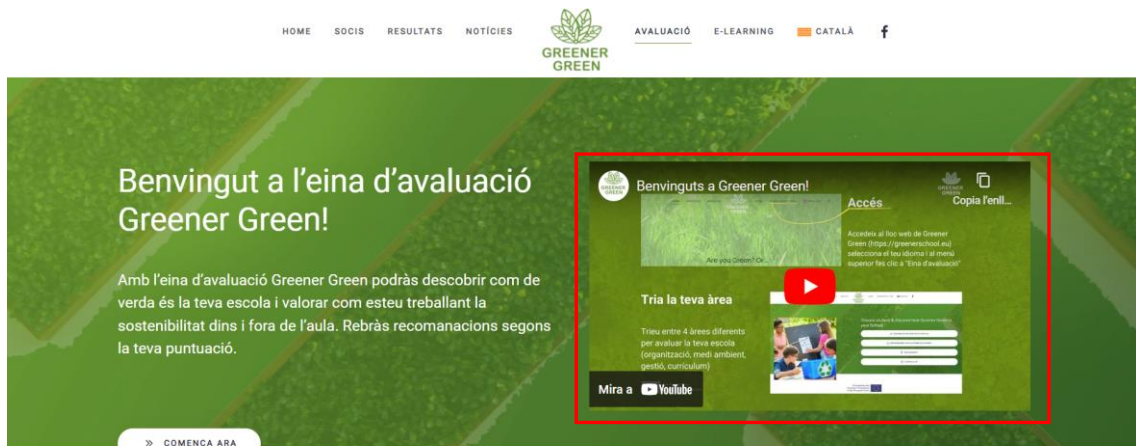 HOME SOCIS RESULTATS NOTÍCIES
GREENER
GREEN
AVALUACIÓ E-LEARNING CATALÀ f
Benvingut a l'eina d'avaluació
Greener Green!
Amb l'eina d'avaluació Greener Green podràs descobrir com de
verda és la teva escola i valorar com esteu treballant la
sostenibilitat dins i fora de l'aula. Rebràs recomanacions segons
la teva puntuació.
COMENÇA ARA
GREENER
GREEN
Benvinguts a Greener Green!
Copia l'enll...
Accés
Accedeix al lloc web de Greener
Green (https://greenerschool.eu)
selecciona el teu idioma i al menú
superior fes clic a "Eina d'avaluació"
Are you Green? Or...
Tria la teva àrea
Trieu entre 4 àrees diferents
per avaluar la teva escola
(organització, medi ambient,
gestió, curriculum)
Mira a YouTube